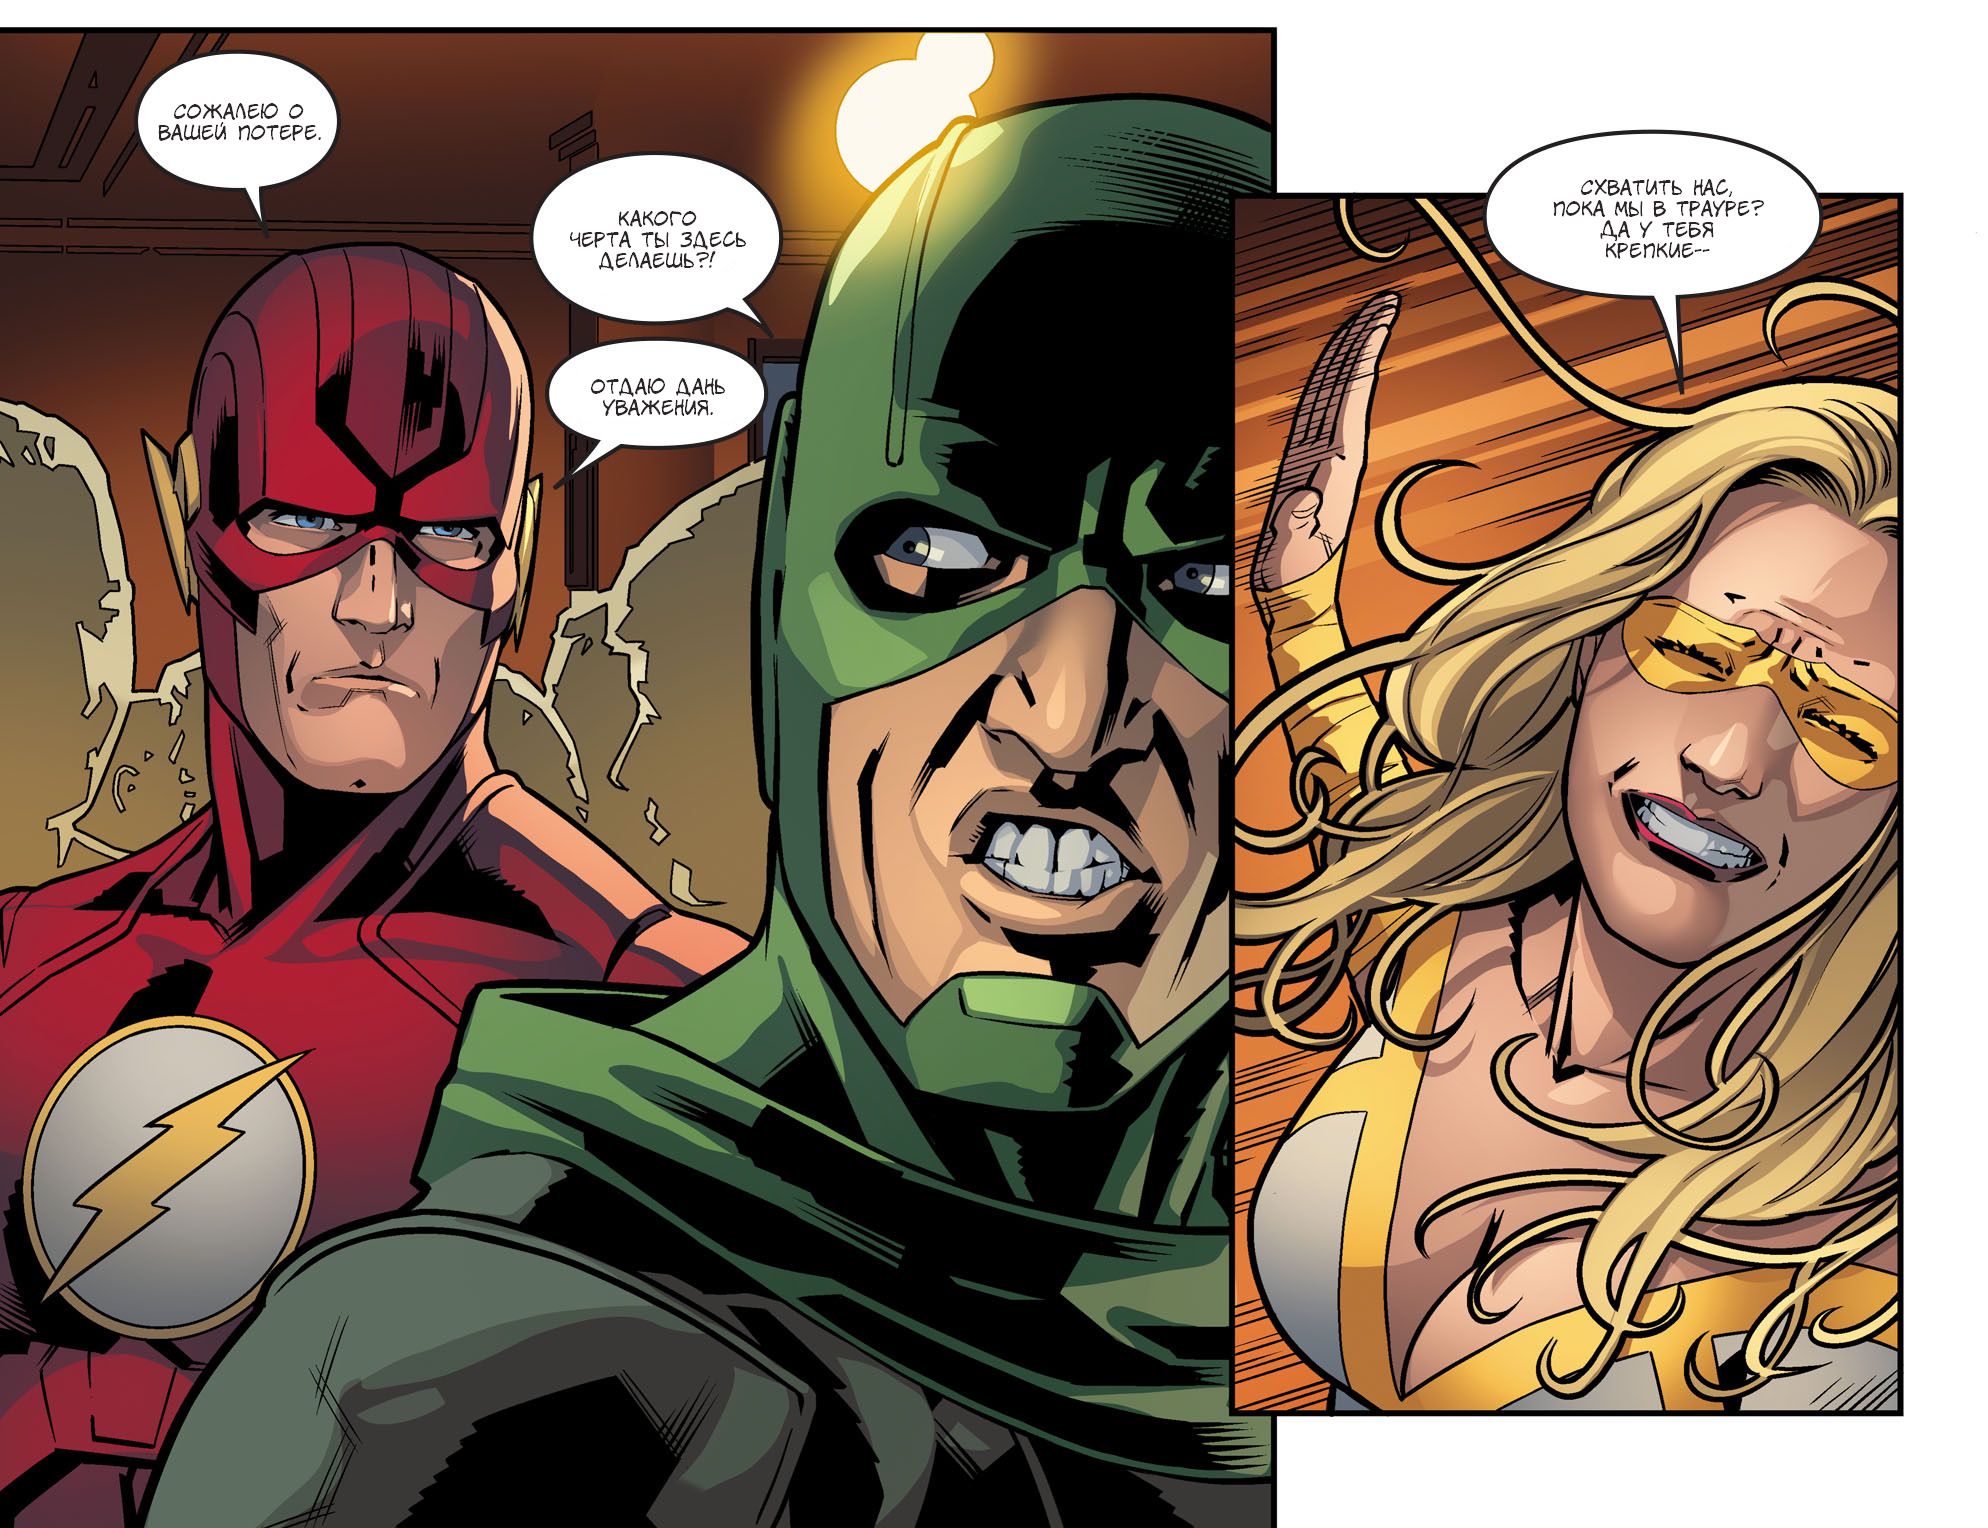 СОЖАЛЕЮ О
ВАШЕЙ ПОТЕРЕ.
КАКОГО
ЧЕРТА ТЫ ЗДЕСЬ
ДЕЛАЕШЬ?!
ОТДАЮ ДАНЬ
УВАЖЕНИЯ.
СХВАТИТЬ НАС,
ПОКА МЫ В ТРАУРЕ?
ДА У ТЕБЯ
КРЕПКИЕ--